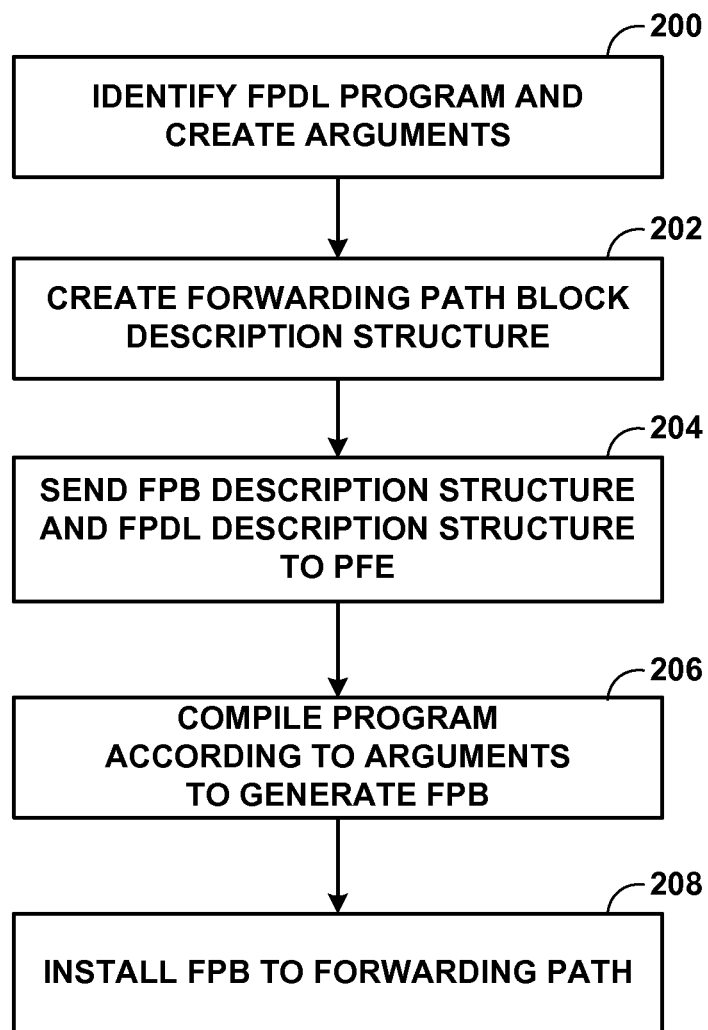 200
IDENTIFY FPDL PROGRAM AND
CREATE ARGUMENTS
202
CREATE FORWARDING PATH BLOCK
DESCRIPTION STRUCTURE
204
SEND FPB DESCRIPTION STRUCTURE
AND FPDL DESCRIPTION STRUCTURE
TO PFE
206
COMPILE PROGRAM
ACCORDING TO ARGUMENTS
TO GENERATE FPB
208
INSTALL FPB TO FORWARDING PATH